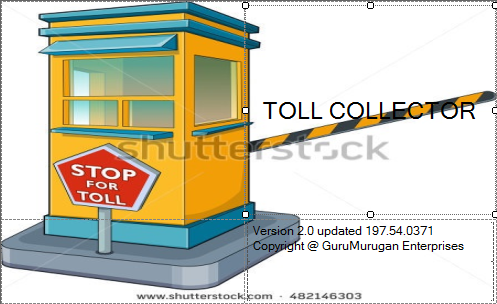 TOLL COLLECTOR
shutterstock
STOP
FOR
TOLL
Version 2.0 updated 197.54.0371
Copyright @ GuruMurugan Enterprises
www.shutterstock.com · 482146303